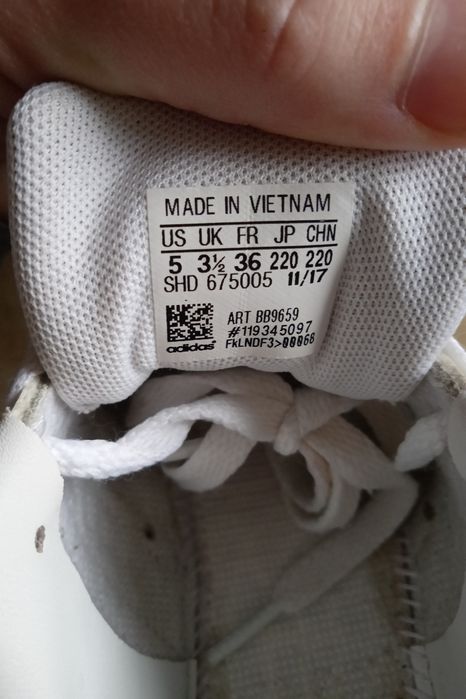 MADE IN VIETNAM
US UK FR JP CHN
5 3½ 36 220 220
SHD 675005 11/17
ART BB9659
#119345097
FkLNDF3>00068
adidas